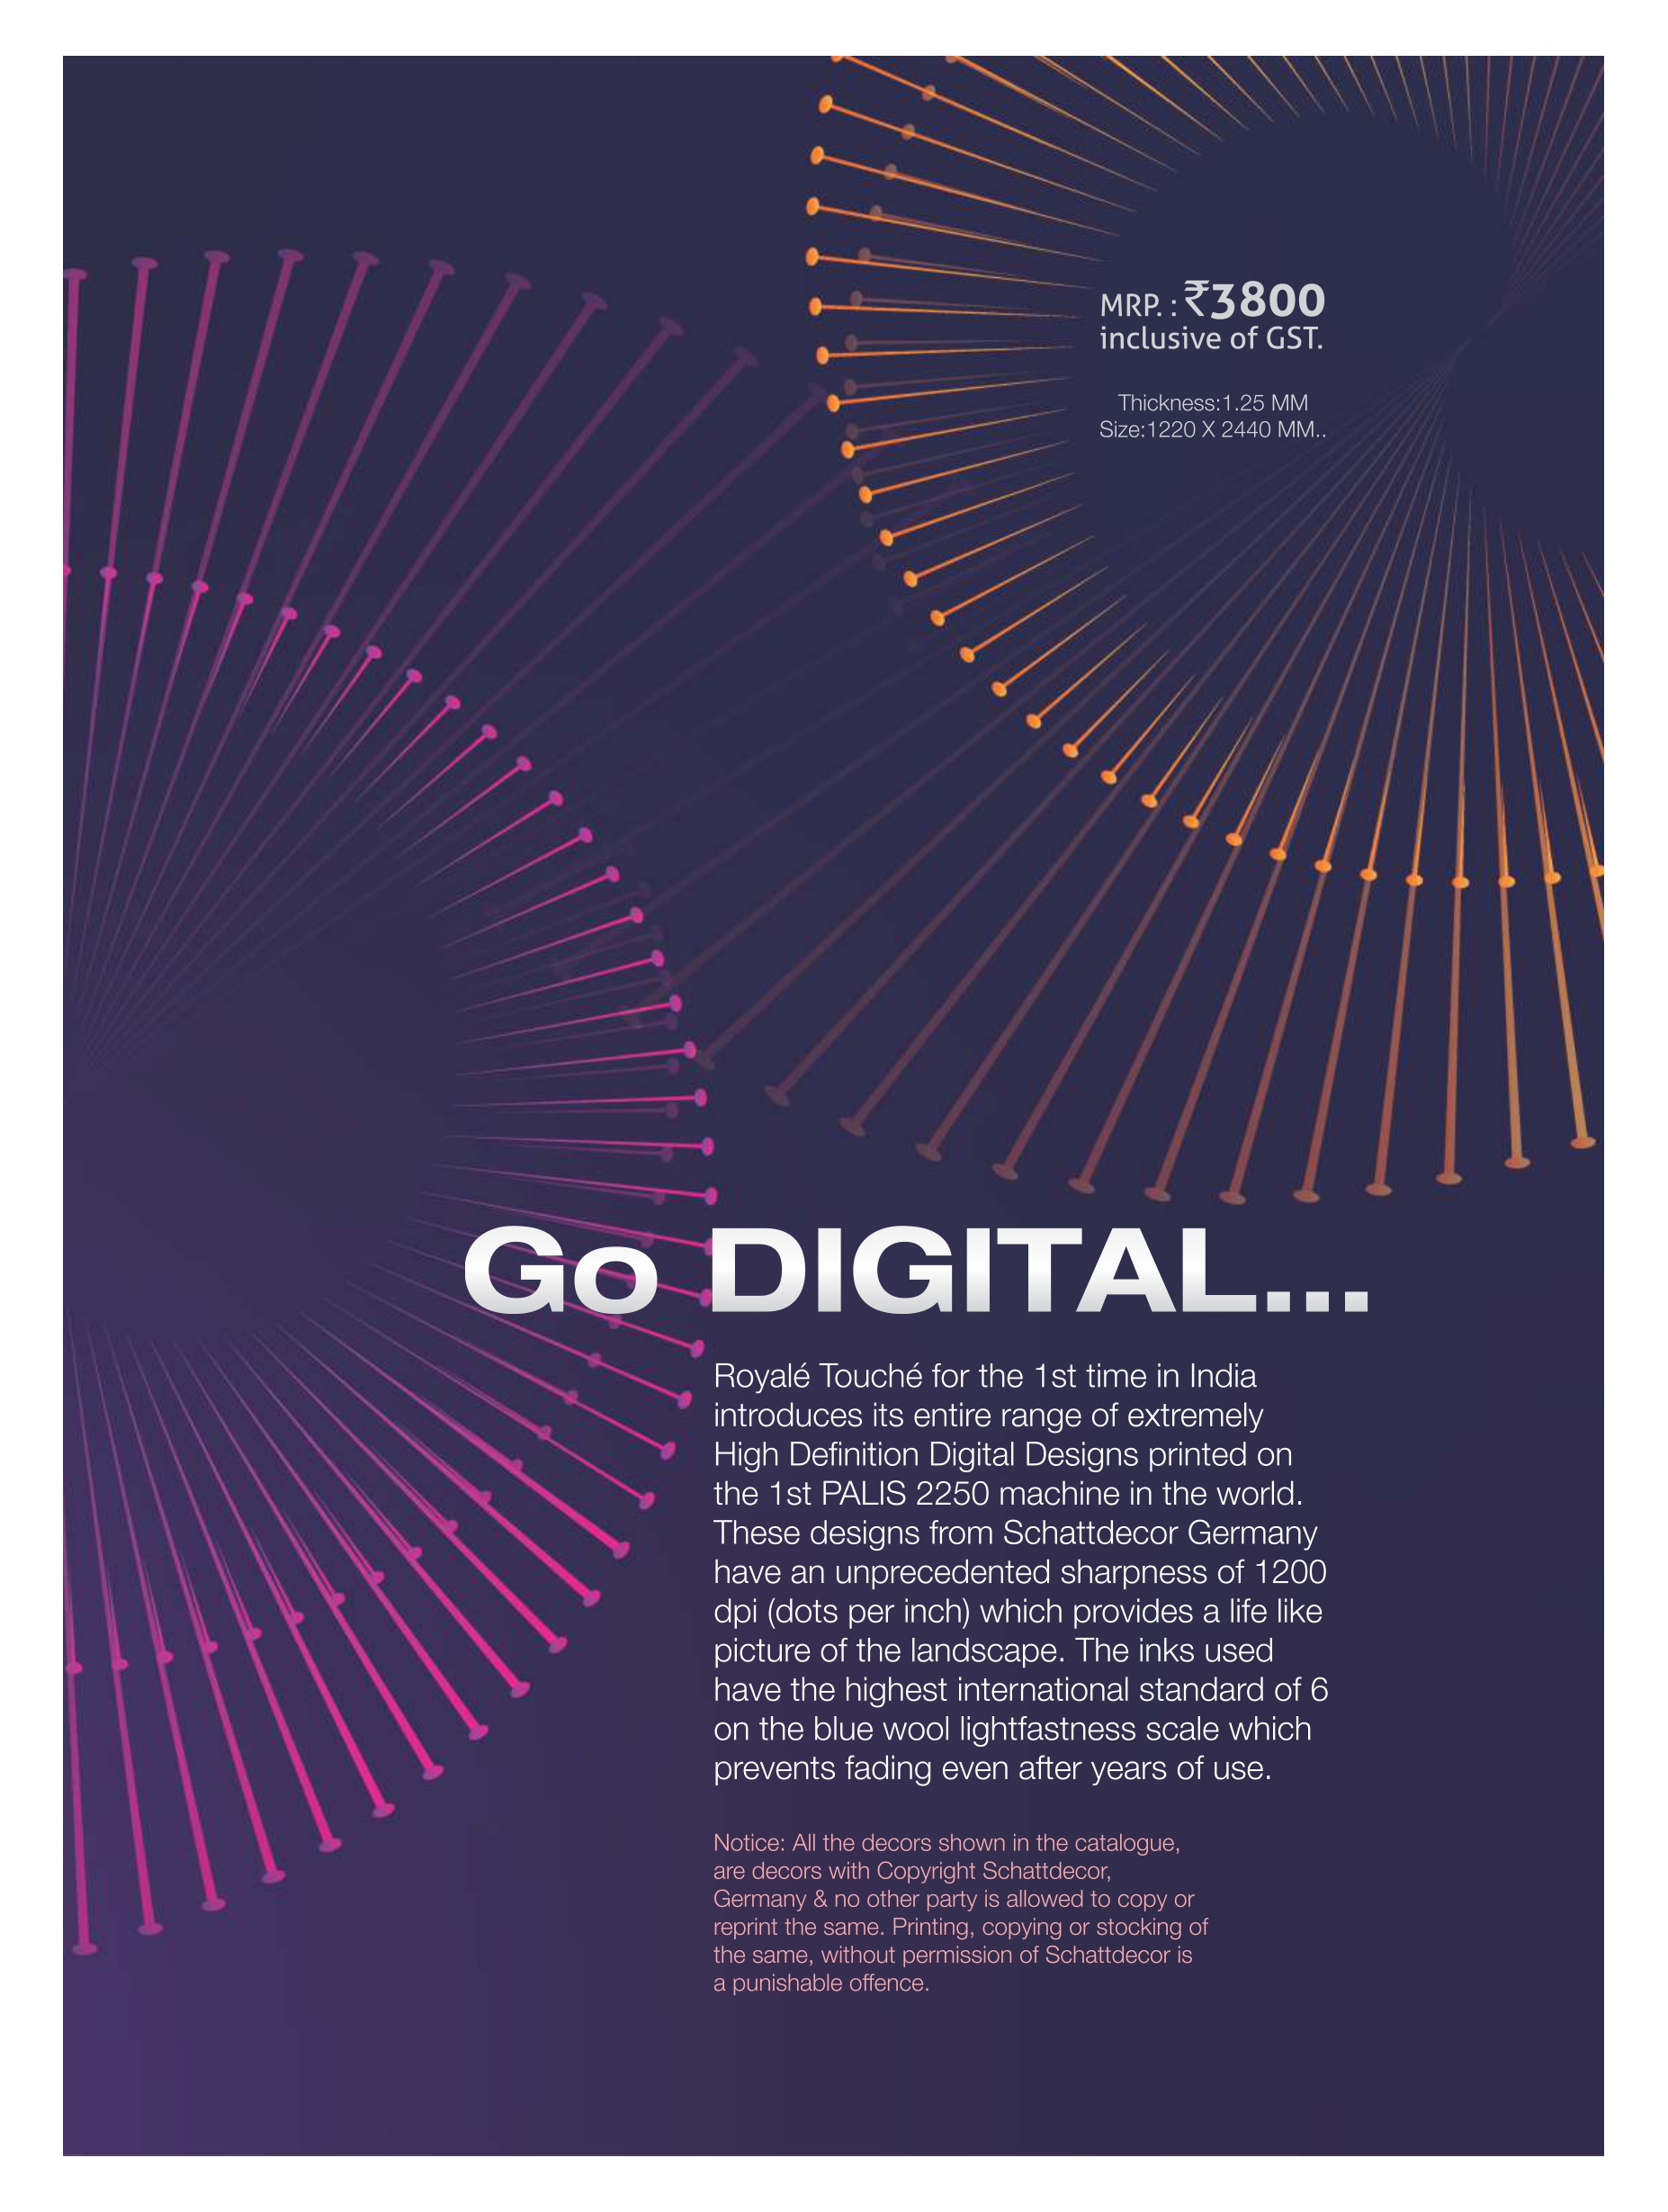 MRP. : ₹3800
inclusive of GST.
Thickness:1.25 MM
Size:1220 X 2440 MM..
Go DIGITAL...
Royalé Touché for the 1st time in India
introduces its entire range of extremely
High Definition Digital Designs printed on
the 1st PALIS 2250 machine in the world.
These designs from Schattdecor Germany
have an unprecedented sharpness of 1200
dpi (dots per inch) which provides a life like
picture of the landscape. The inks used
have the highest international standard of 6
on the blue wool lightfastness scale which
prevents fading even after years of use.
Notice: All the decors shown in the catalogue,
are decors with Copyright Schattdecor,
Germany & no other party is allowed to copy or
reprint the same. Printing, copying or stocking of
the same, without permission of Schattdecor is
a punishable offence.